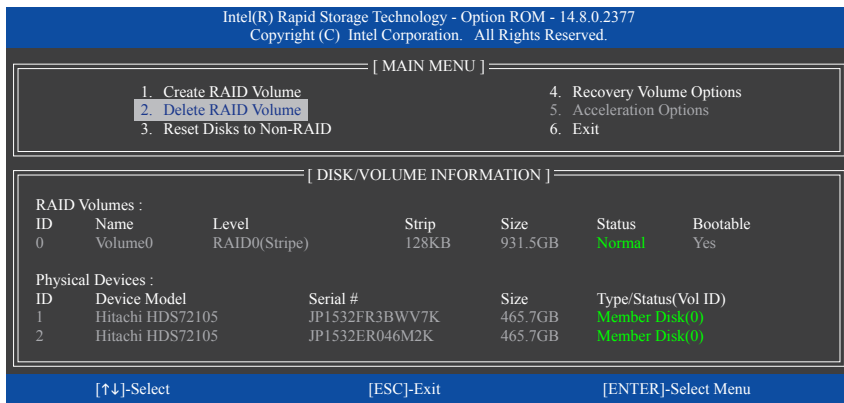 Intel(R) Rapid Storage Technology - Option ROM - 14.8.0.2377
Copyright (C) Intel Corporation. All Rights Reserved.
[ MAIN MENU ]
1. Create RAID Volume 4. Recovery Volume Options
2. Delete RAID Volume 5. Acceleration Options
3. Reset Disks to Non-RAID 6. Exit
[ DISK/VOLUME INFORMATION ]
RAID Volumes :
ID Name Level Strip Size Status Bootable
0 Volume0 RAID0(Stripe) 128KB 931.5GB Normal Yes
Physical Devices :
ID Device Model Serial # Size Type/Status(Vol ID)
1 Hitachi HDS72105 JP1532FR3BWV7K 465.7GB Member Disk(0)
2 Hitachi HDS72105 JP1532ER046M2K 465.7GB Member Disk(0)
[↑↓]-Select [ESC]-Exit [ENTER]-Select Menu